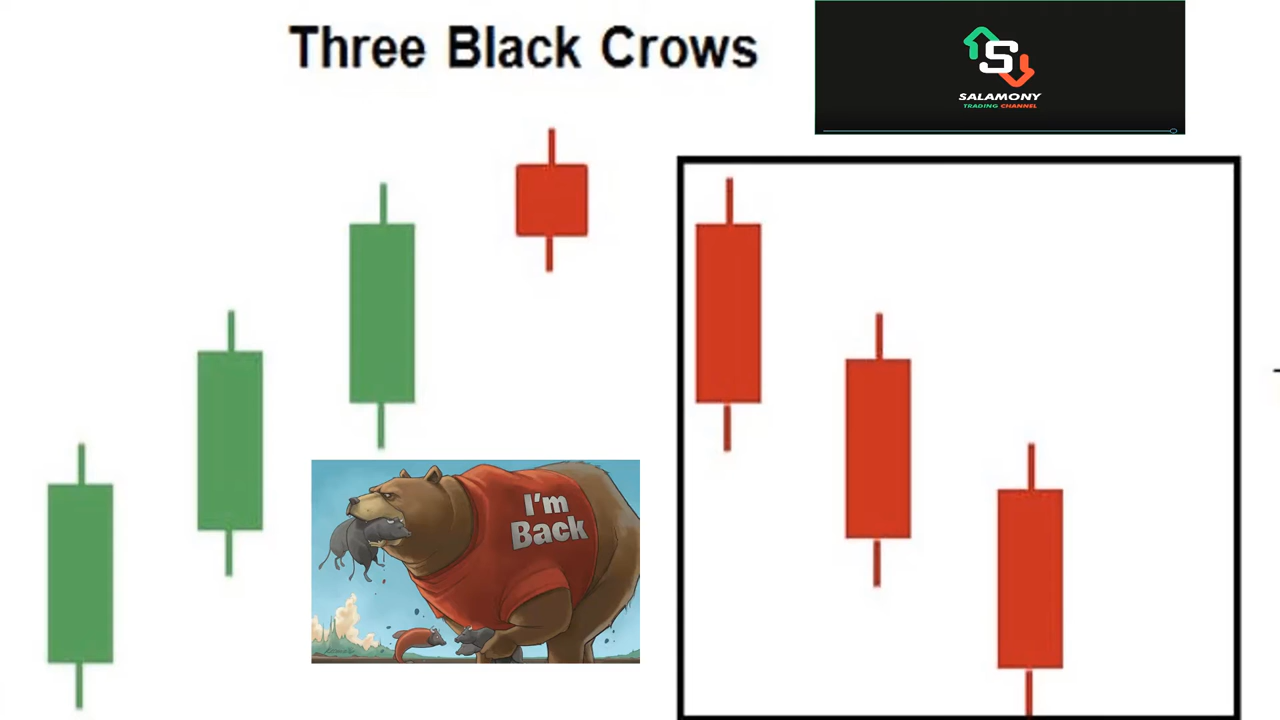 Three Black Crows
S
SALAMONY
TRADING CHANNEL
I'm
Back